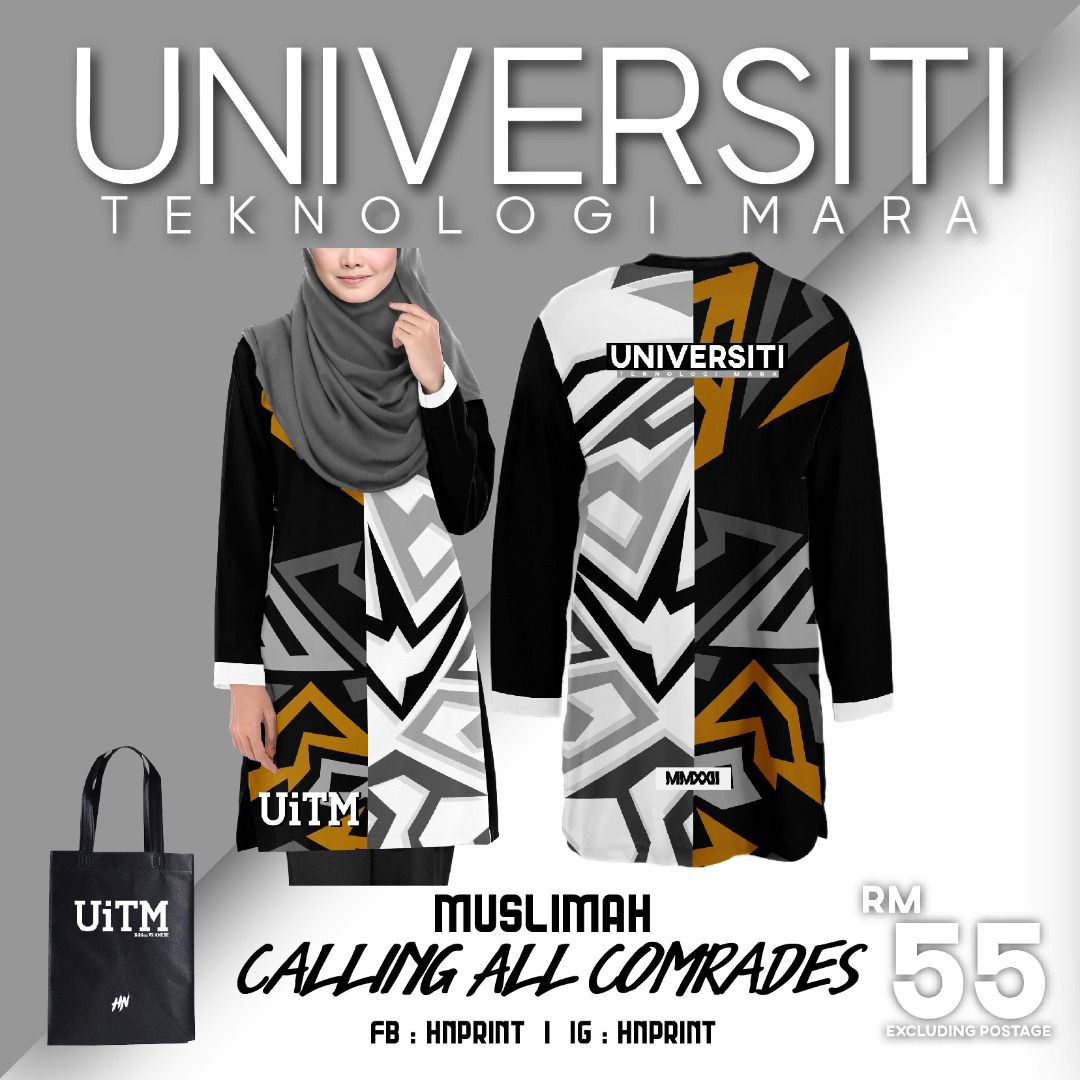 UNIVERSITI
TEKNOLOGI MARA
UNIVERSITI
TEKNOLOGI MARA
MMXXII
UiTM
UiTM
HN
MUSLIMAH
CALLING ALL COMRADES
FB : HNPRINT | IG : HNPRINT
RM
55
EXCLUDING POSTAGE